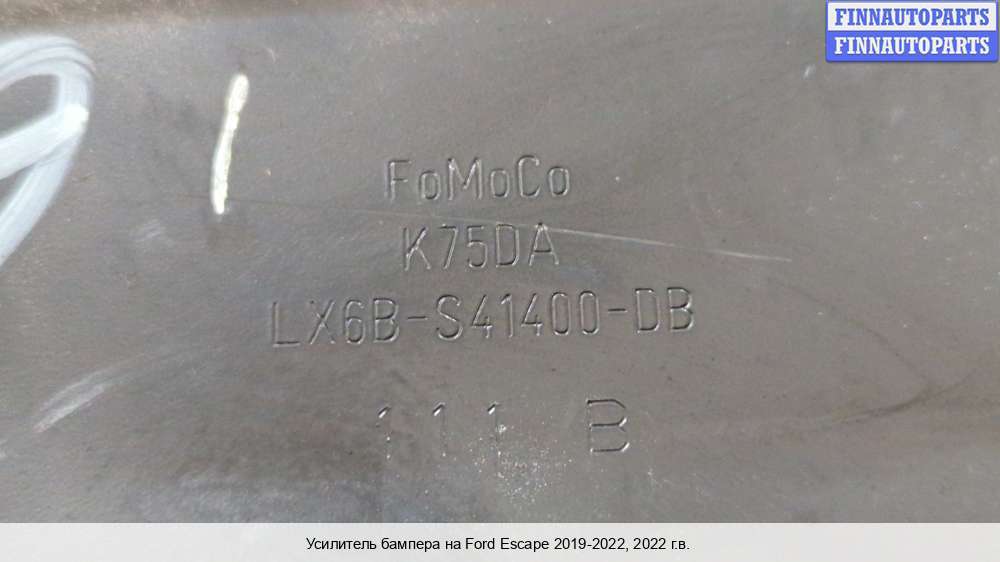 FINNAUTOPARTS
FINNAUTOPARTS
FoMoCo
K75DA
LX6B-S41400-DB
111 B
Усилитель бампера на Ford Escape 2019-2022, 2022 г.в.